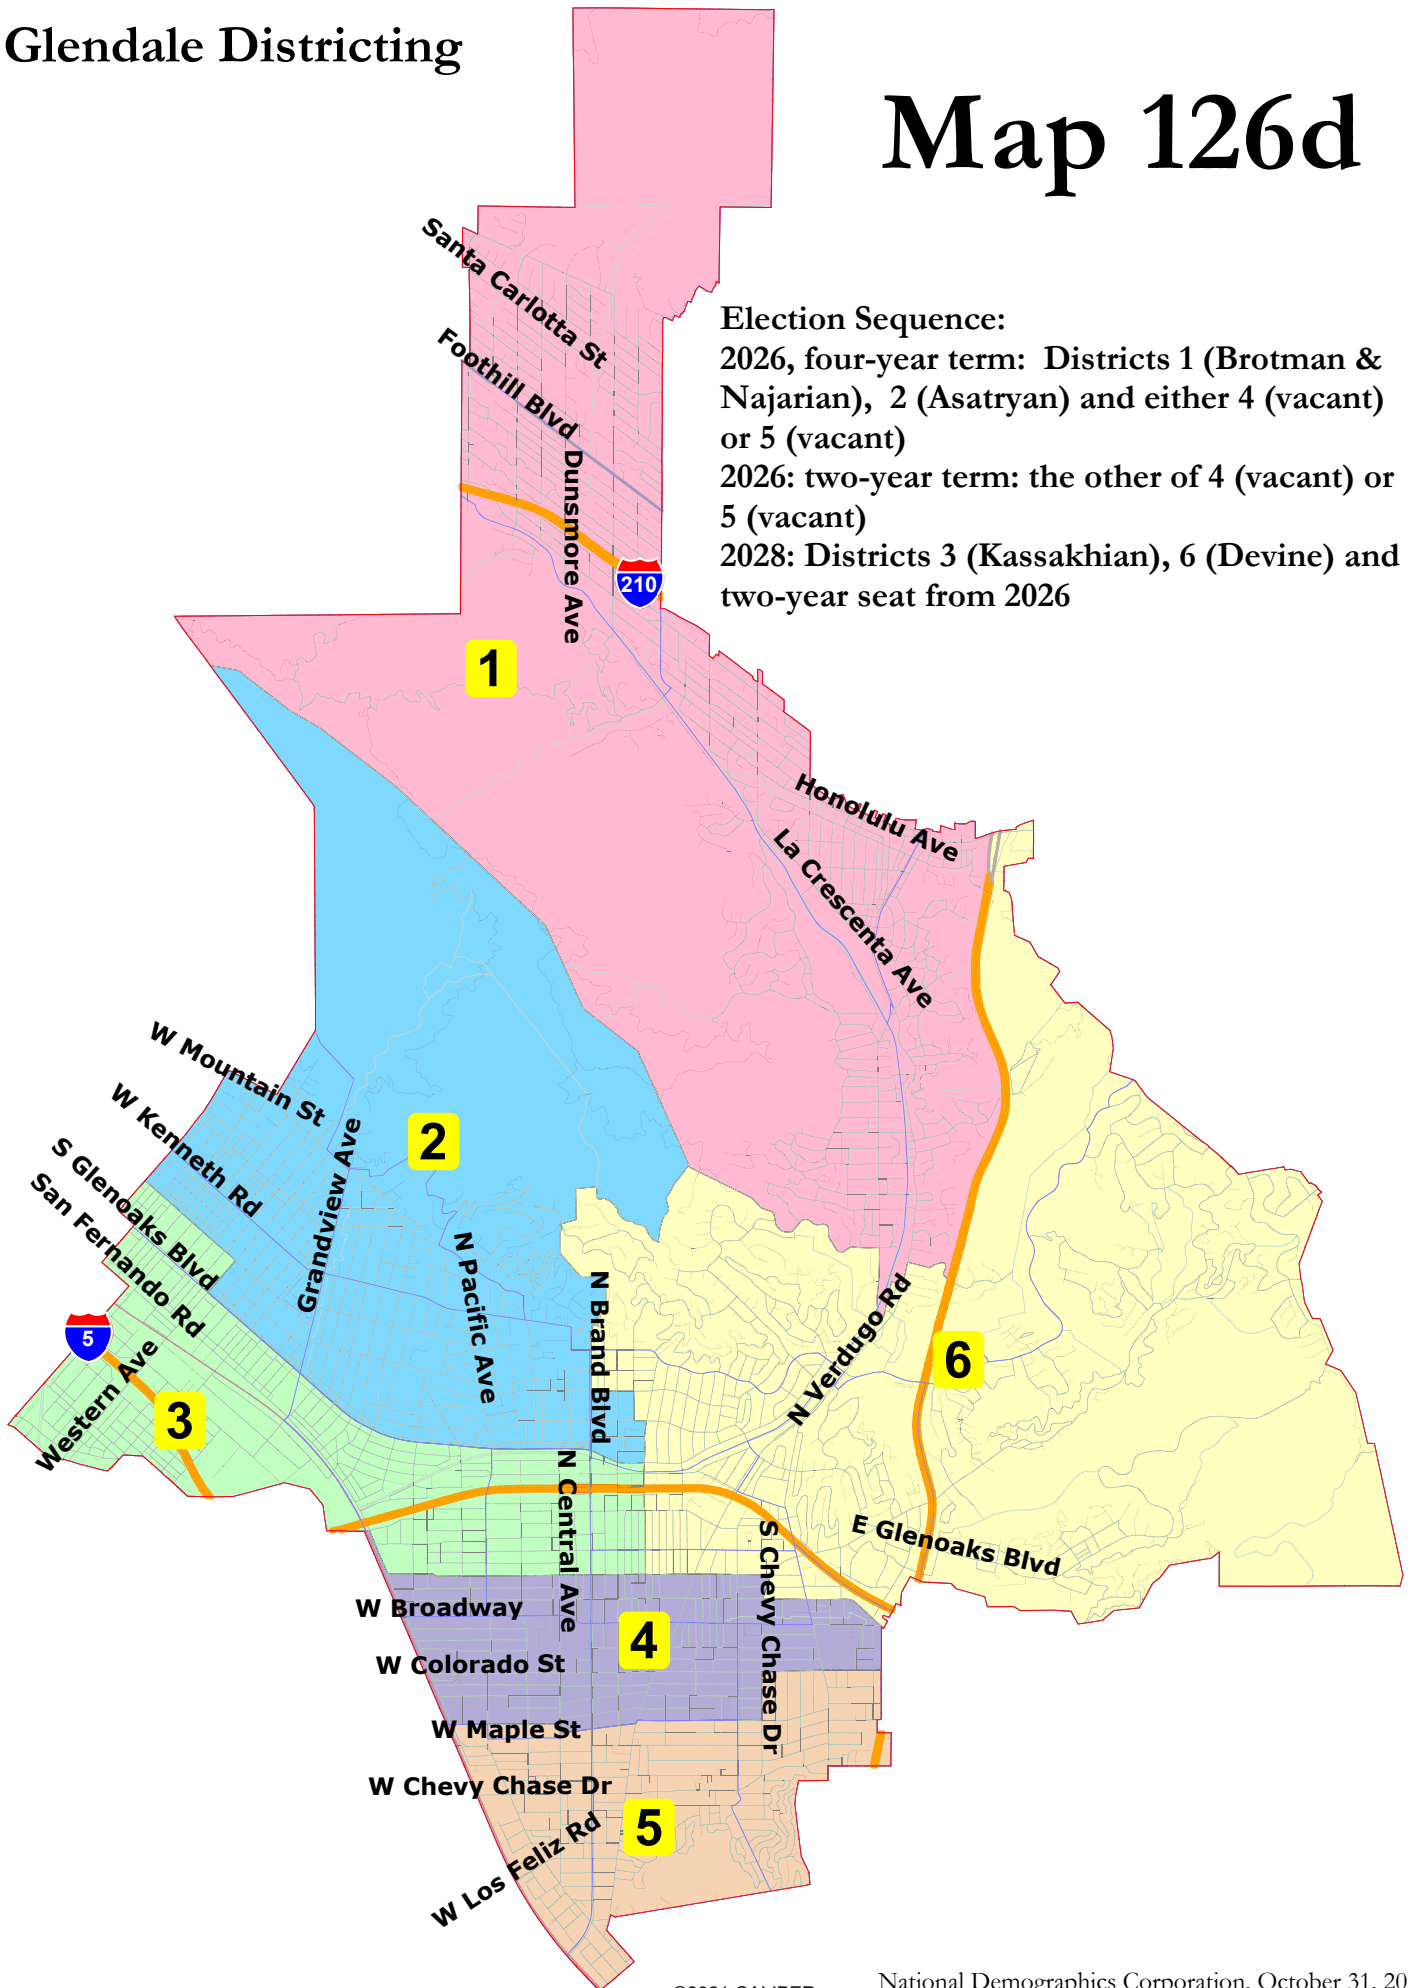 Glendale Districting
Map 126d
Santa Carlotta St
Foothill Blvd
Election Sequence:
2026, four-year term:  Districts 1 (Brotman &
Najarian),  2 (Asatryan) and either 4 (vacant)
or 5 (vacant)
2026: two-year term: the other of 4 (vacant) or
5 (vacant)
2028: Districts 3 (Kassakhian), 6 (Devine) and
two-year seat from 2026
Dunsmore Ave
210
1
Honolulu Ave
La Crescenta Ave
W Mountain St
W Kenneth Rd
S Glenoaks Blvd
San Fernando Rd
Grandview Ave
2
N Pacific Ave
N Brand Blvd
N Verdugo Rd
5
Western Ave
3
6
N Central Ave
S Chevy Chase Dr
E Glenoaks Blvd
W Broadway
4
W Colorado St
W Maple St
W Chevy Chase Dr
5
W Los Feliz Rd
National Demographics Corporation, October 31, 20